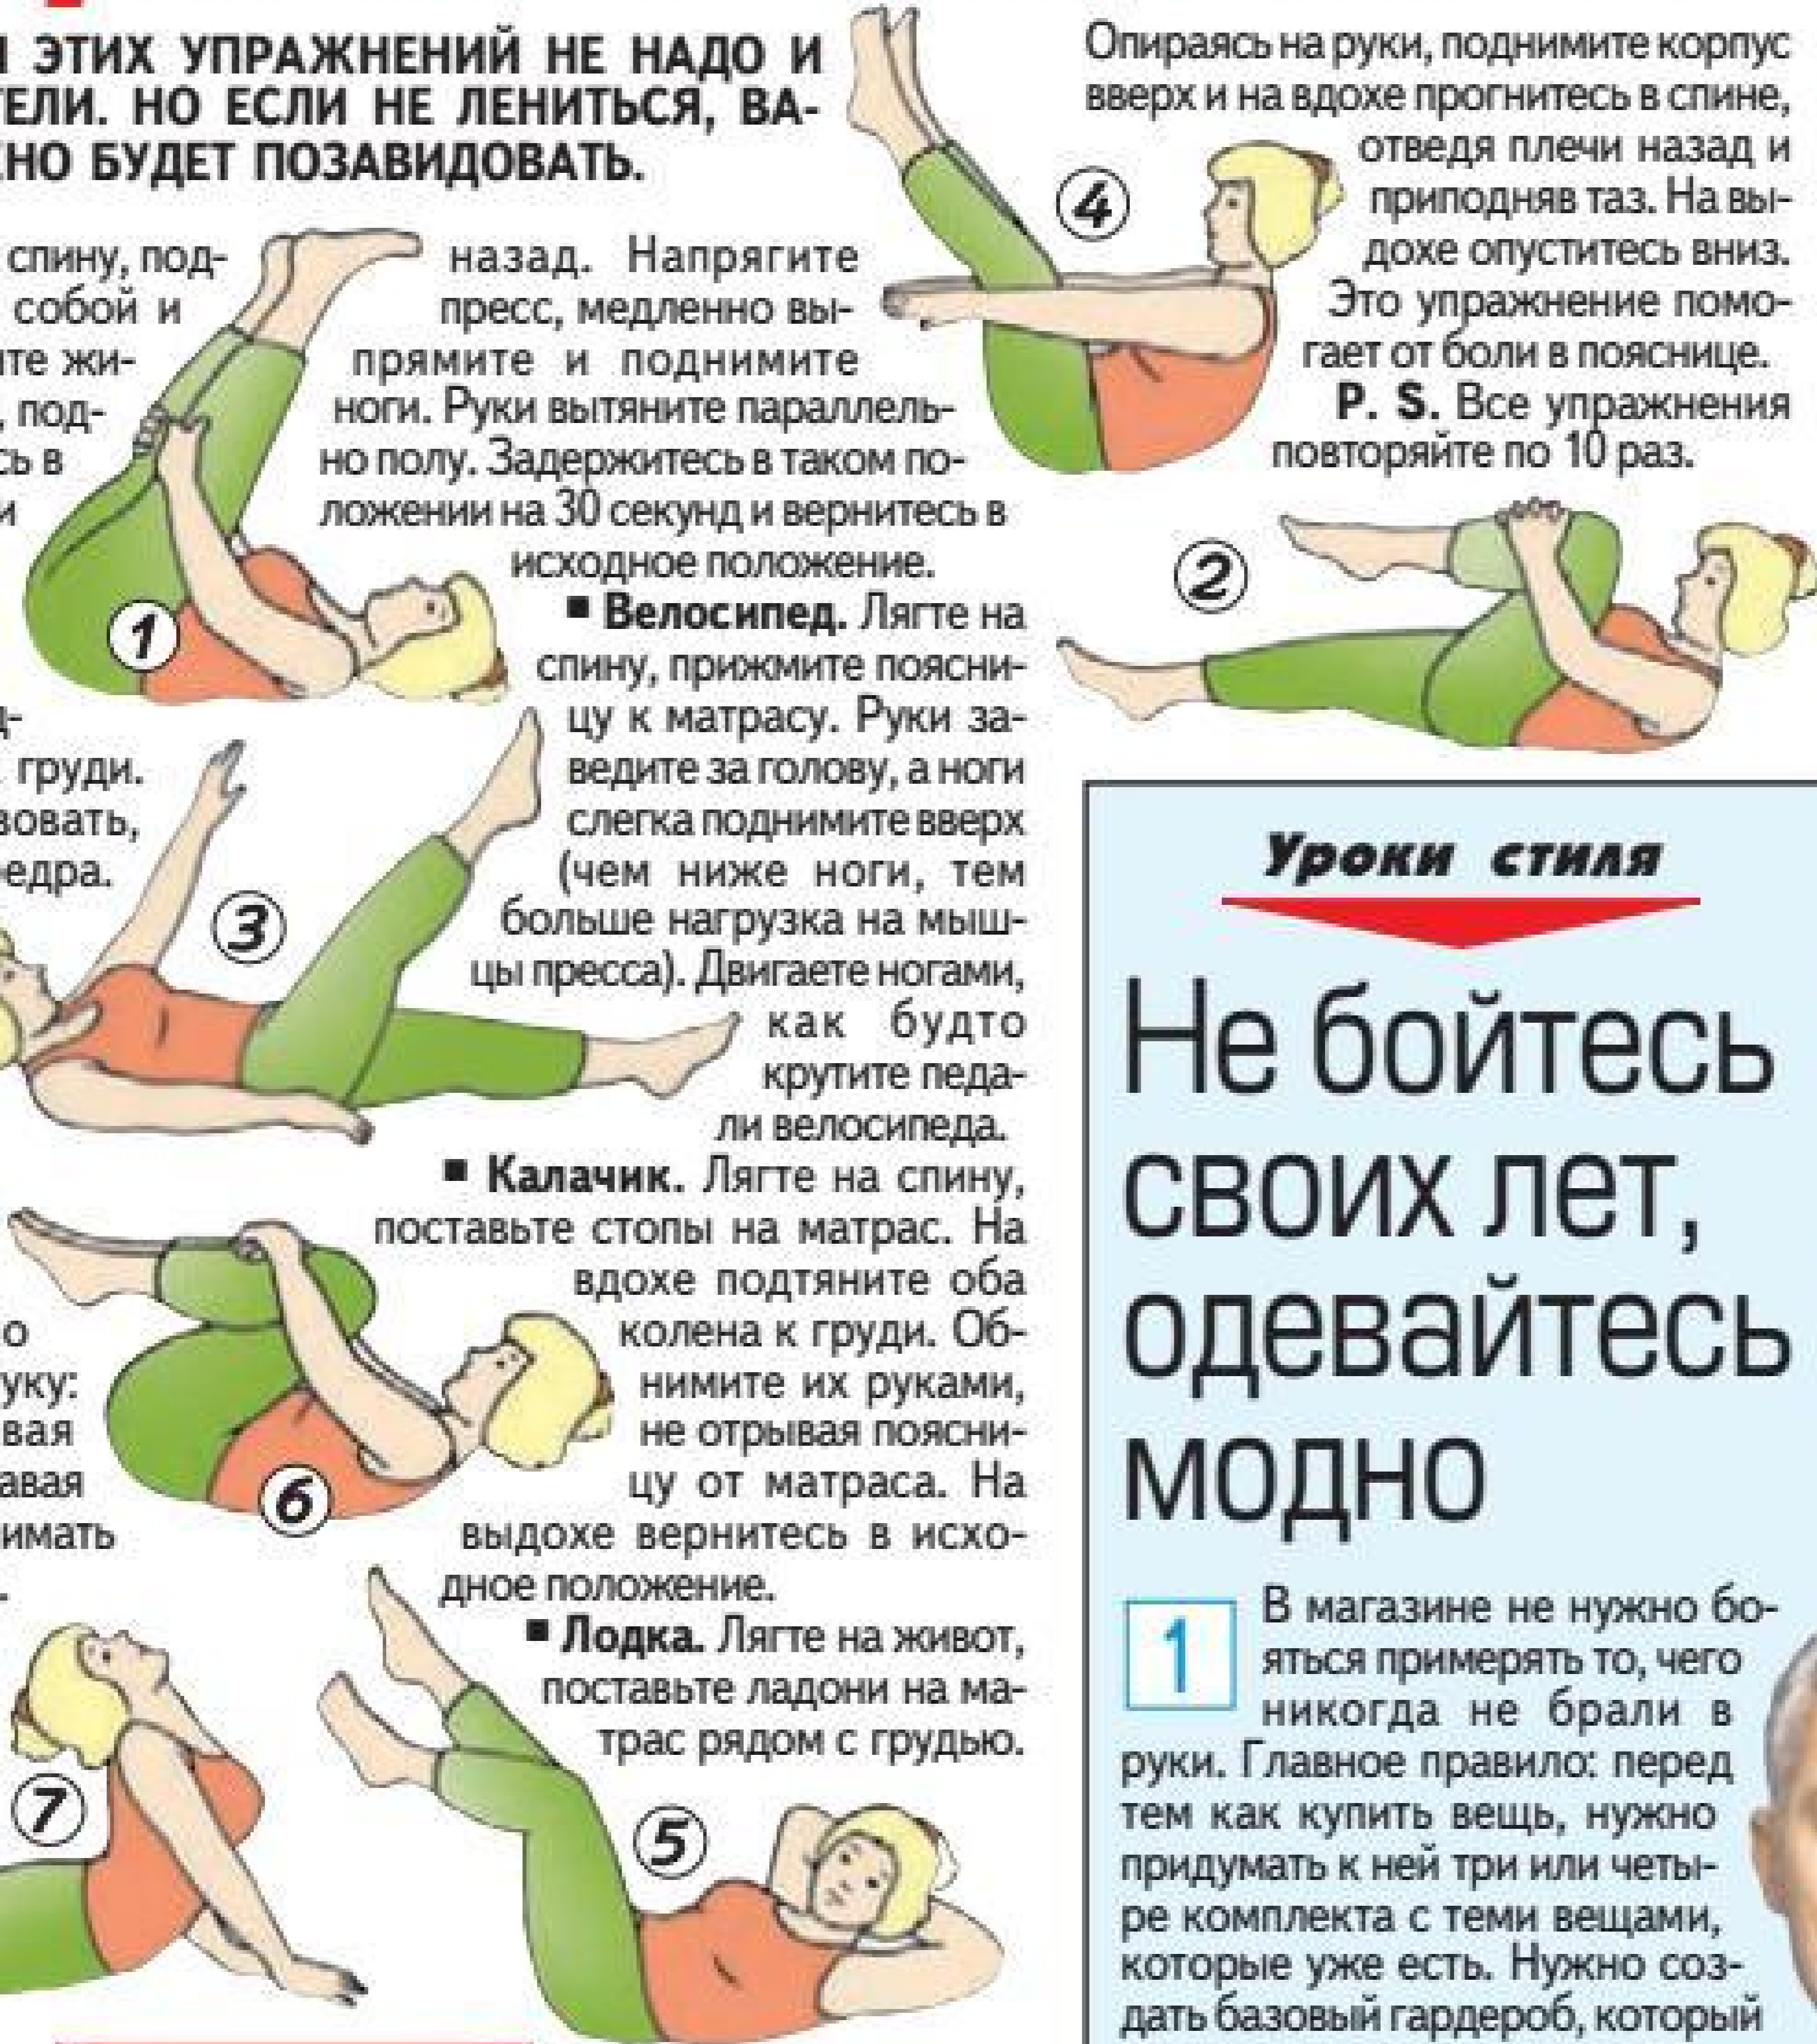 ЭТИХ УПРАЖНЕНИЙ НЕ НАДО И
ТЕЛИ. НО ЕСЛИ НЕ ЛЕНИТЬСЯ, ВА-
НО БУДЕТ ПОЗАВИДОВАТЬ.
спину, под-
собой и
те жи-
, под-
сь в
и
д-
груди.
вовать,
едра.
о
уку:
вая
авая
имать
.
назад. Напрягите
пресс, медленно вы-
прямите и поднимите
ноги. Руки вытяните параллель-
но полу. Задержитесь в таком по-
ложении на 30 секунд и вернитесь в
исходное положение.
▪ Велосипед. Лягте на
спину, прижмите поясни-
цу к матрасу. Руки за-
ведите за голову, а ноги
слегка поднимите вверх
(чем ниже ноги, тем
больше нагрузка на мыш-
цы пресса). Двигаете ногами,
как будто
крутите педа-
ли велосипеда.
▪ Калачик. Лягте на спину,
поставьте стопы на матрас. На
вдохе подтяните оба
колена к груди. Об-
нимите их руками,
не отрывая поясни-
цу от матраса. На
выдохе вернитесь в исхо-
дное положение.
▪ Лодка. Лягте на живот,
поставьте ладони на ма-
трас рядом с грудью.
Опираясь на руки, поднимите корпус
вверх и на вдохе прогнитесь в спине,
отведя плечи назад и
приподняв таз. На вы-
дохе опуститесь вниз.
Это упражнение помо-
гает от боли в пояснице.
P. S. Все упражнения
повторяйте по 10 раз.
1
2
3
4
5
6
7
Уроки стиля
Не бойтесь
своих лет,
одевайтесь
модно
1
В магазине не нужно бо-
яться примерять то, чего
никогда не брали в
руки. Главное правило: перед
тем как купить вещь, нужно
придумать к ней три или четы-
ре комплекта с теми вещами,
которые уже есть. Нужно соз-
дать базовый гардероб, который